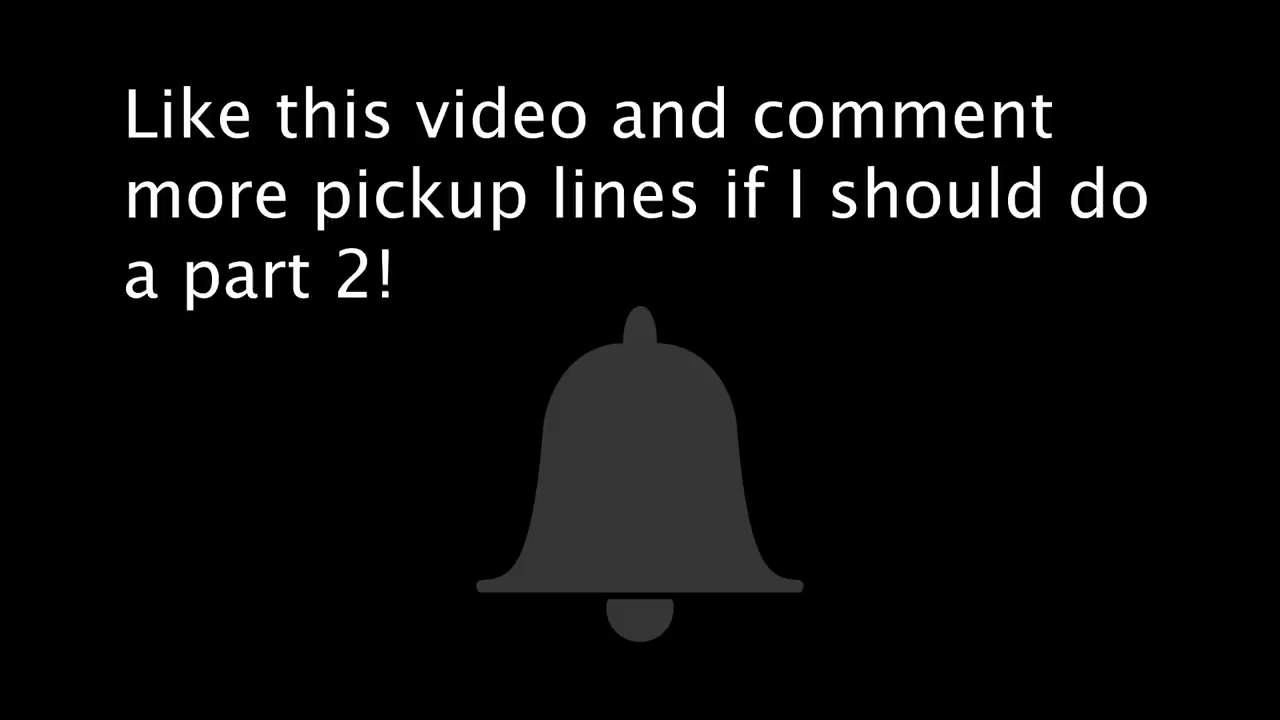 Like this video and comment
more pickup lines if I should do
a part 2!